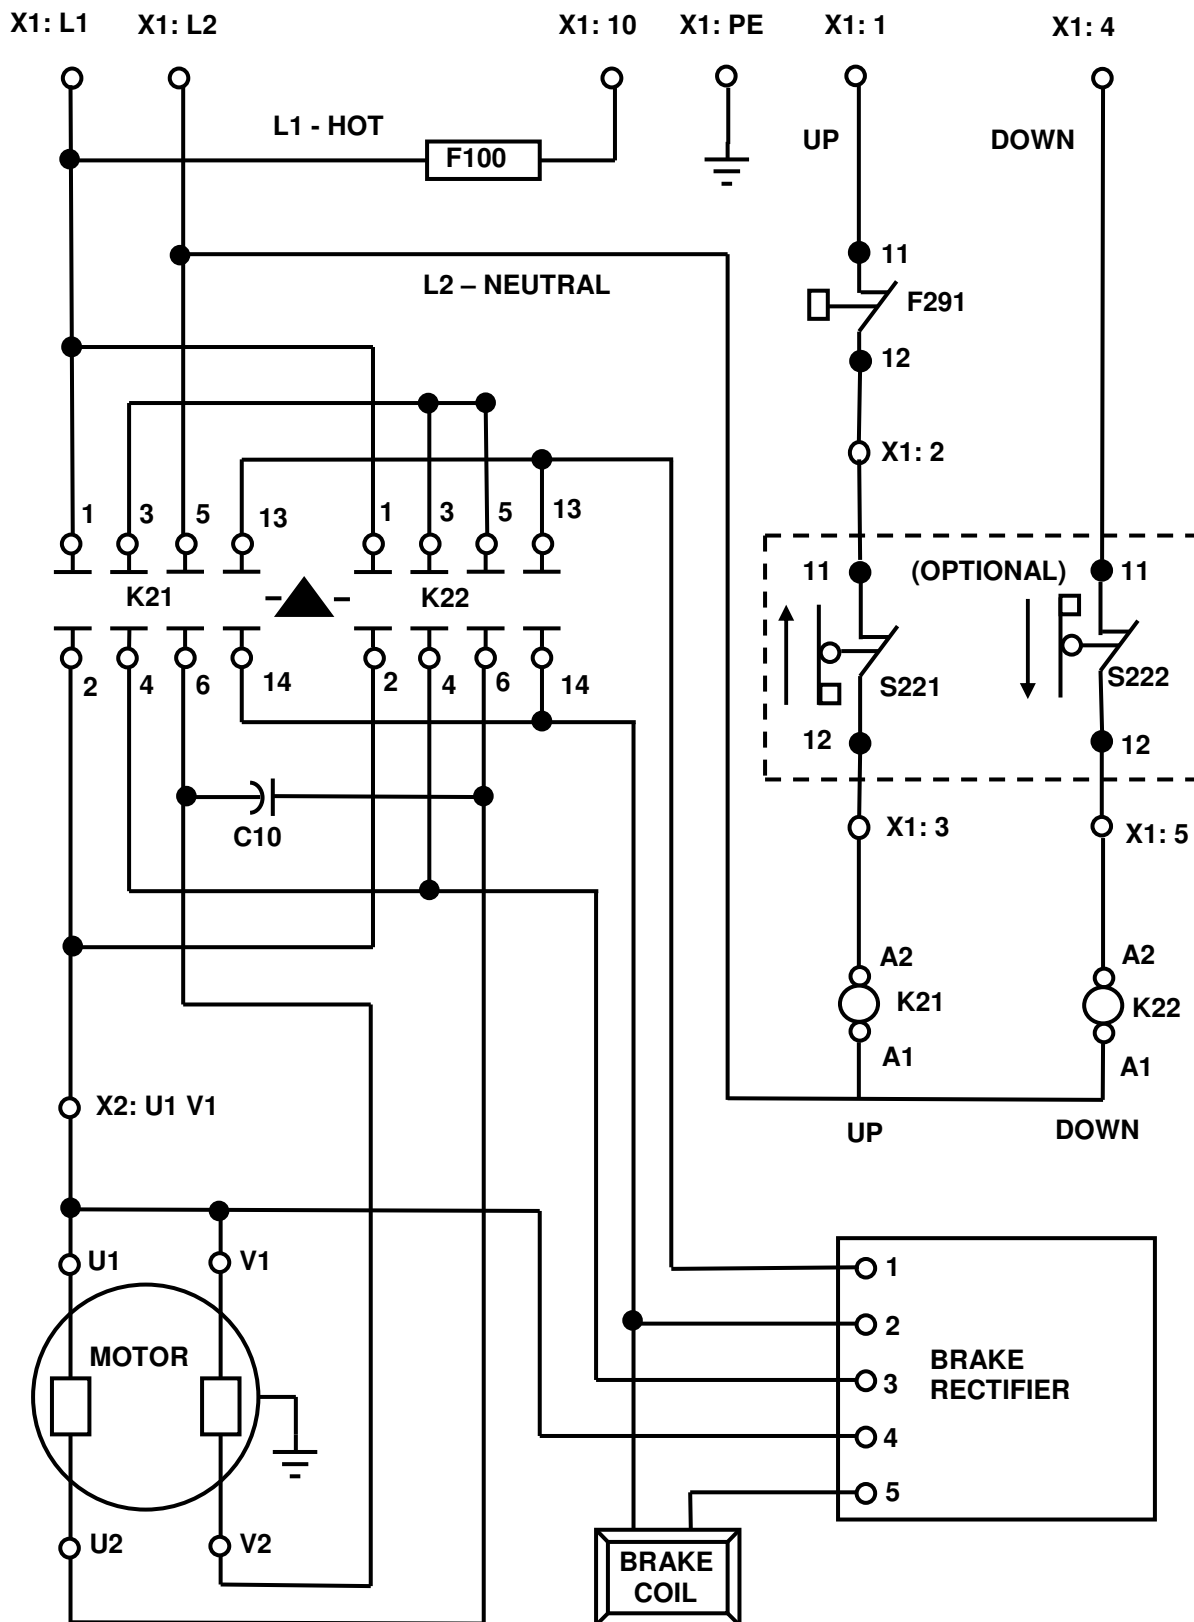 X1: L1 X1: L2 X1: 10 X1: PE X1: 1 X1: 4
L1 - HOT
F100
UP
DOWN
11
L2 – NEUTRAL
F291
12
X1: 2
1 3 5 13 1 3 5 13
K21 K22
2 4 6 14 2 4 6 14
11 (OPTIONAL) 11
S221
S222
12 12
C10
X1: 3
X1: 5
A2 A2
K21 K22
A1 A1
X2: U1 V1
UP DOWN
U1 V1
MOTOR
U2 V2
1
2
3
4
5
BRAKE
RECTIFIER
BRAKE
COIL